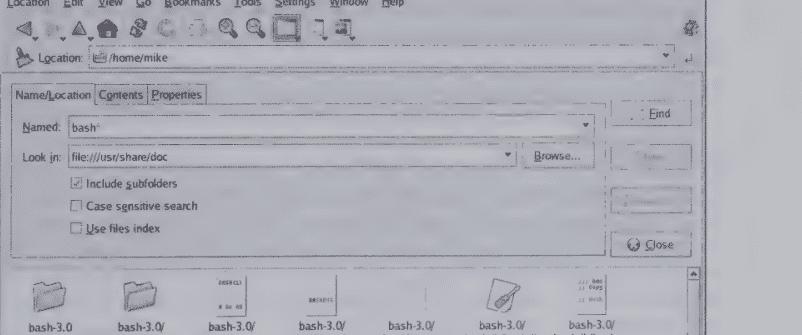 Location Edit View Go Bookmarks Tools Settings Window Help
Location: /home/mike
Name/Location Contents Properties
Find
Named: bash*
Look in: file:///usr/share/doc
Browse...
Include subfolders
Case sensitive search
Use files index
Close
bash-3.0 bash-3.0/ bash-3.0/ bash-3.0/ bash-3.0/ bash-3.0/ bash-3.0/